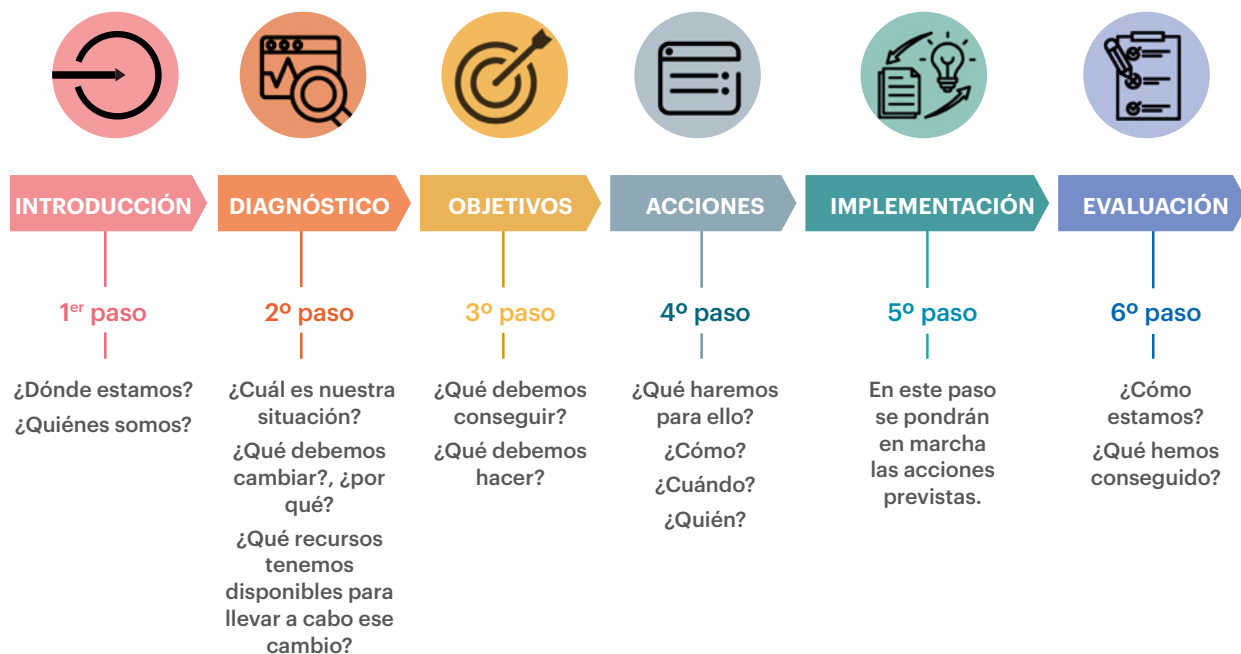 INTRODUCCIÓN
DIAGNÓSTICO
OBJETIVOS
ACCIONES
IMPLEMENTACIÓN
EVALUACIÓN
1er paso
2º paso
3º paso
4º paso
5º paso
6º paso
¿Dónde estamos?
¿Quiénes somos?
¿Cuál es nuestra
situación?
¿Qué debemos
cambiar?, ¿por
qué?
¿Qué recursos
tenemos
disponibles para
llevar a cabo ese
cambio?
¿Qué debemos
conseguir?
¿Qué debemos
hacer?
¿Qué haremos
para ello?
¿Cómo?
¿Cuándo?
¿Quién?
En este paso
se pondrán
en marcha
las acciones
previstas.
¿Cómo
estamos?
¿Qué hemos
conseguido?